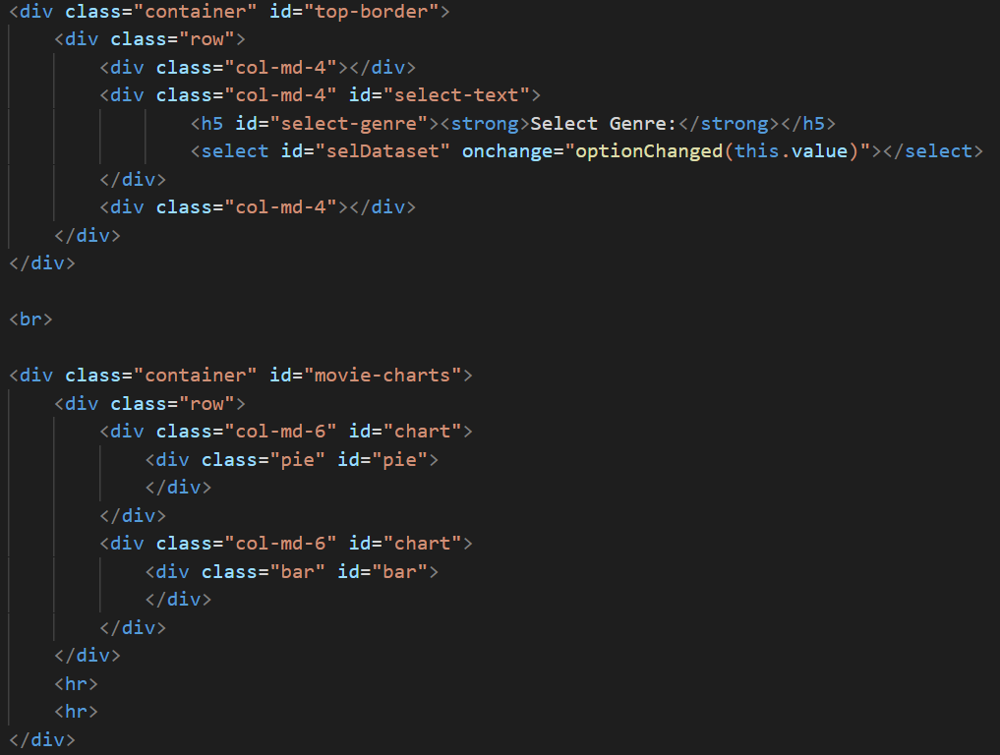 <div class="container" id="top-border">
    <div class="row">
        <div class="col-md-4"></div>
        <div class="col-md-4" id="select-text">
                <h5 id="select-genre"><strong>Select Genre:</strong></h5>
                <select id="selDataset" onchange="optionChanged(this.value)"></select>
        </div>
        <div class="col-md-4"></div>
    </div>
</div>

<br>

<div class="container" id="movie-charts">
    <div class="row">
        <div class="col-md-6" id="chart">
            <div class="pie" id="pie">
            </div>
        </div>
        <div class="col-md-6" id="chart">
            <div class="bar" id="bar">
            </div>
        </div>
    </div>
    <hr>
    <hr>
</div>